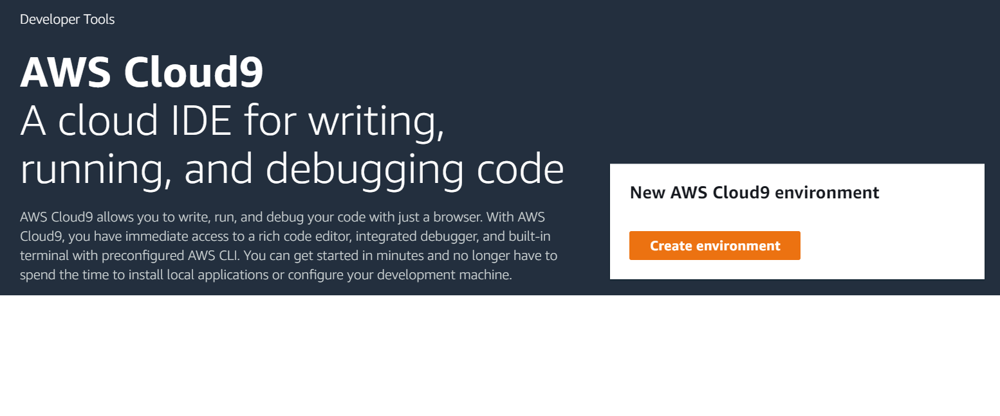 Developer Tools
AWS Cloud9
A cloud IDE for writing,
running, and debugging code
AWS Cloud9 allows you to write, run, and debug your code with just a browser. With AWS
Cloud9, you have immediate access to a rich code editor, integrated debugger, and built-in
terminal with preconfigured AWS CLI. You can get started in minutes and no longer have to
spend the time to install local applications or configure your development machine.
New AWS Cloud9 environment
Create environment